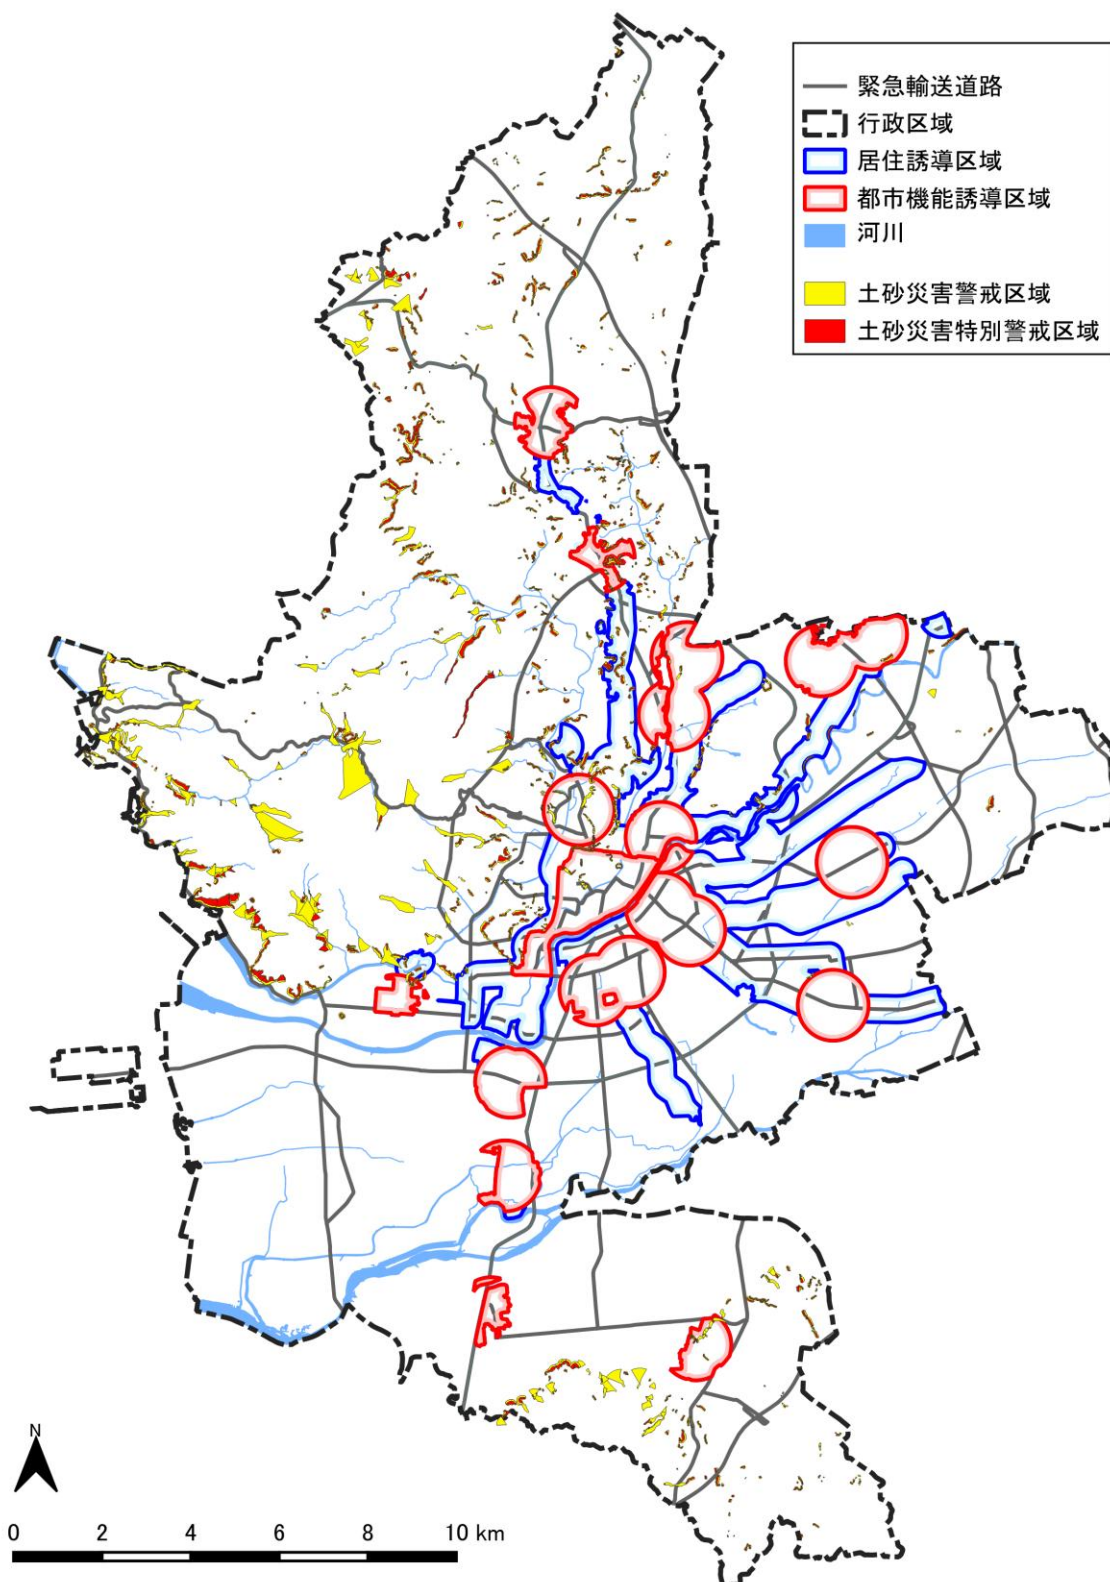 緊急輸送道路
行政区域
居住誘導区域
都市機能誘導区域
河川
土砂災害警戒区域
土砂災害特別警戒区域
N
0 2 4 6 8 10 km